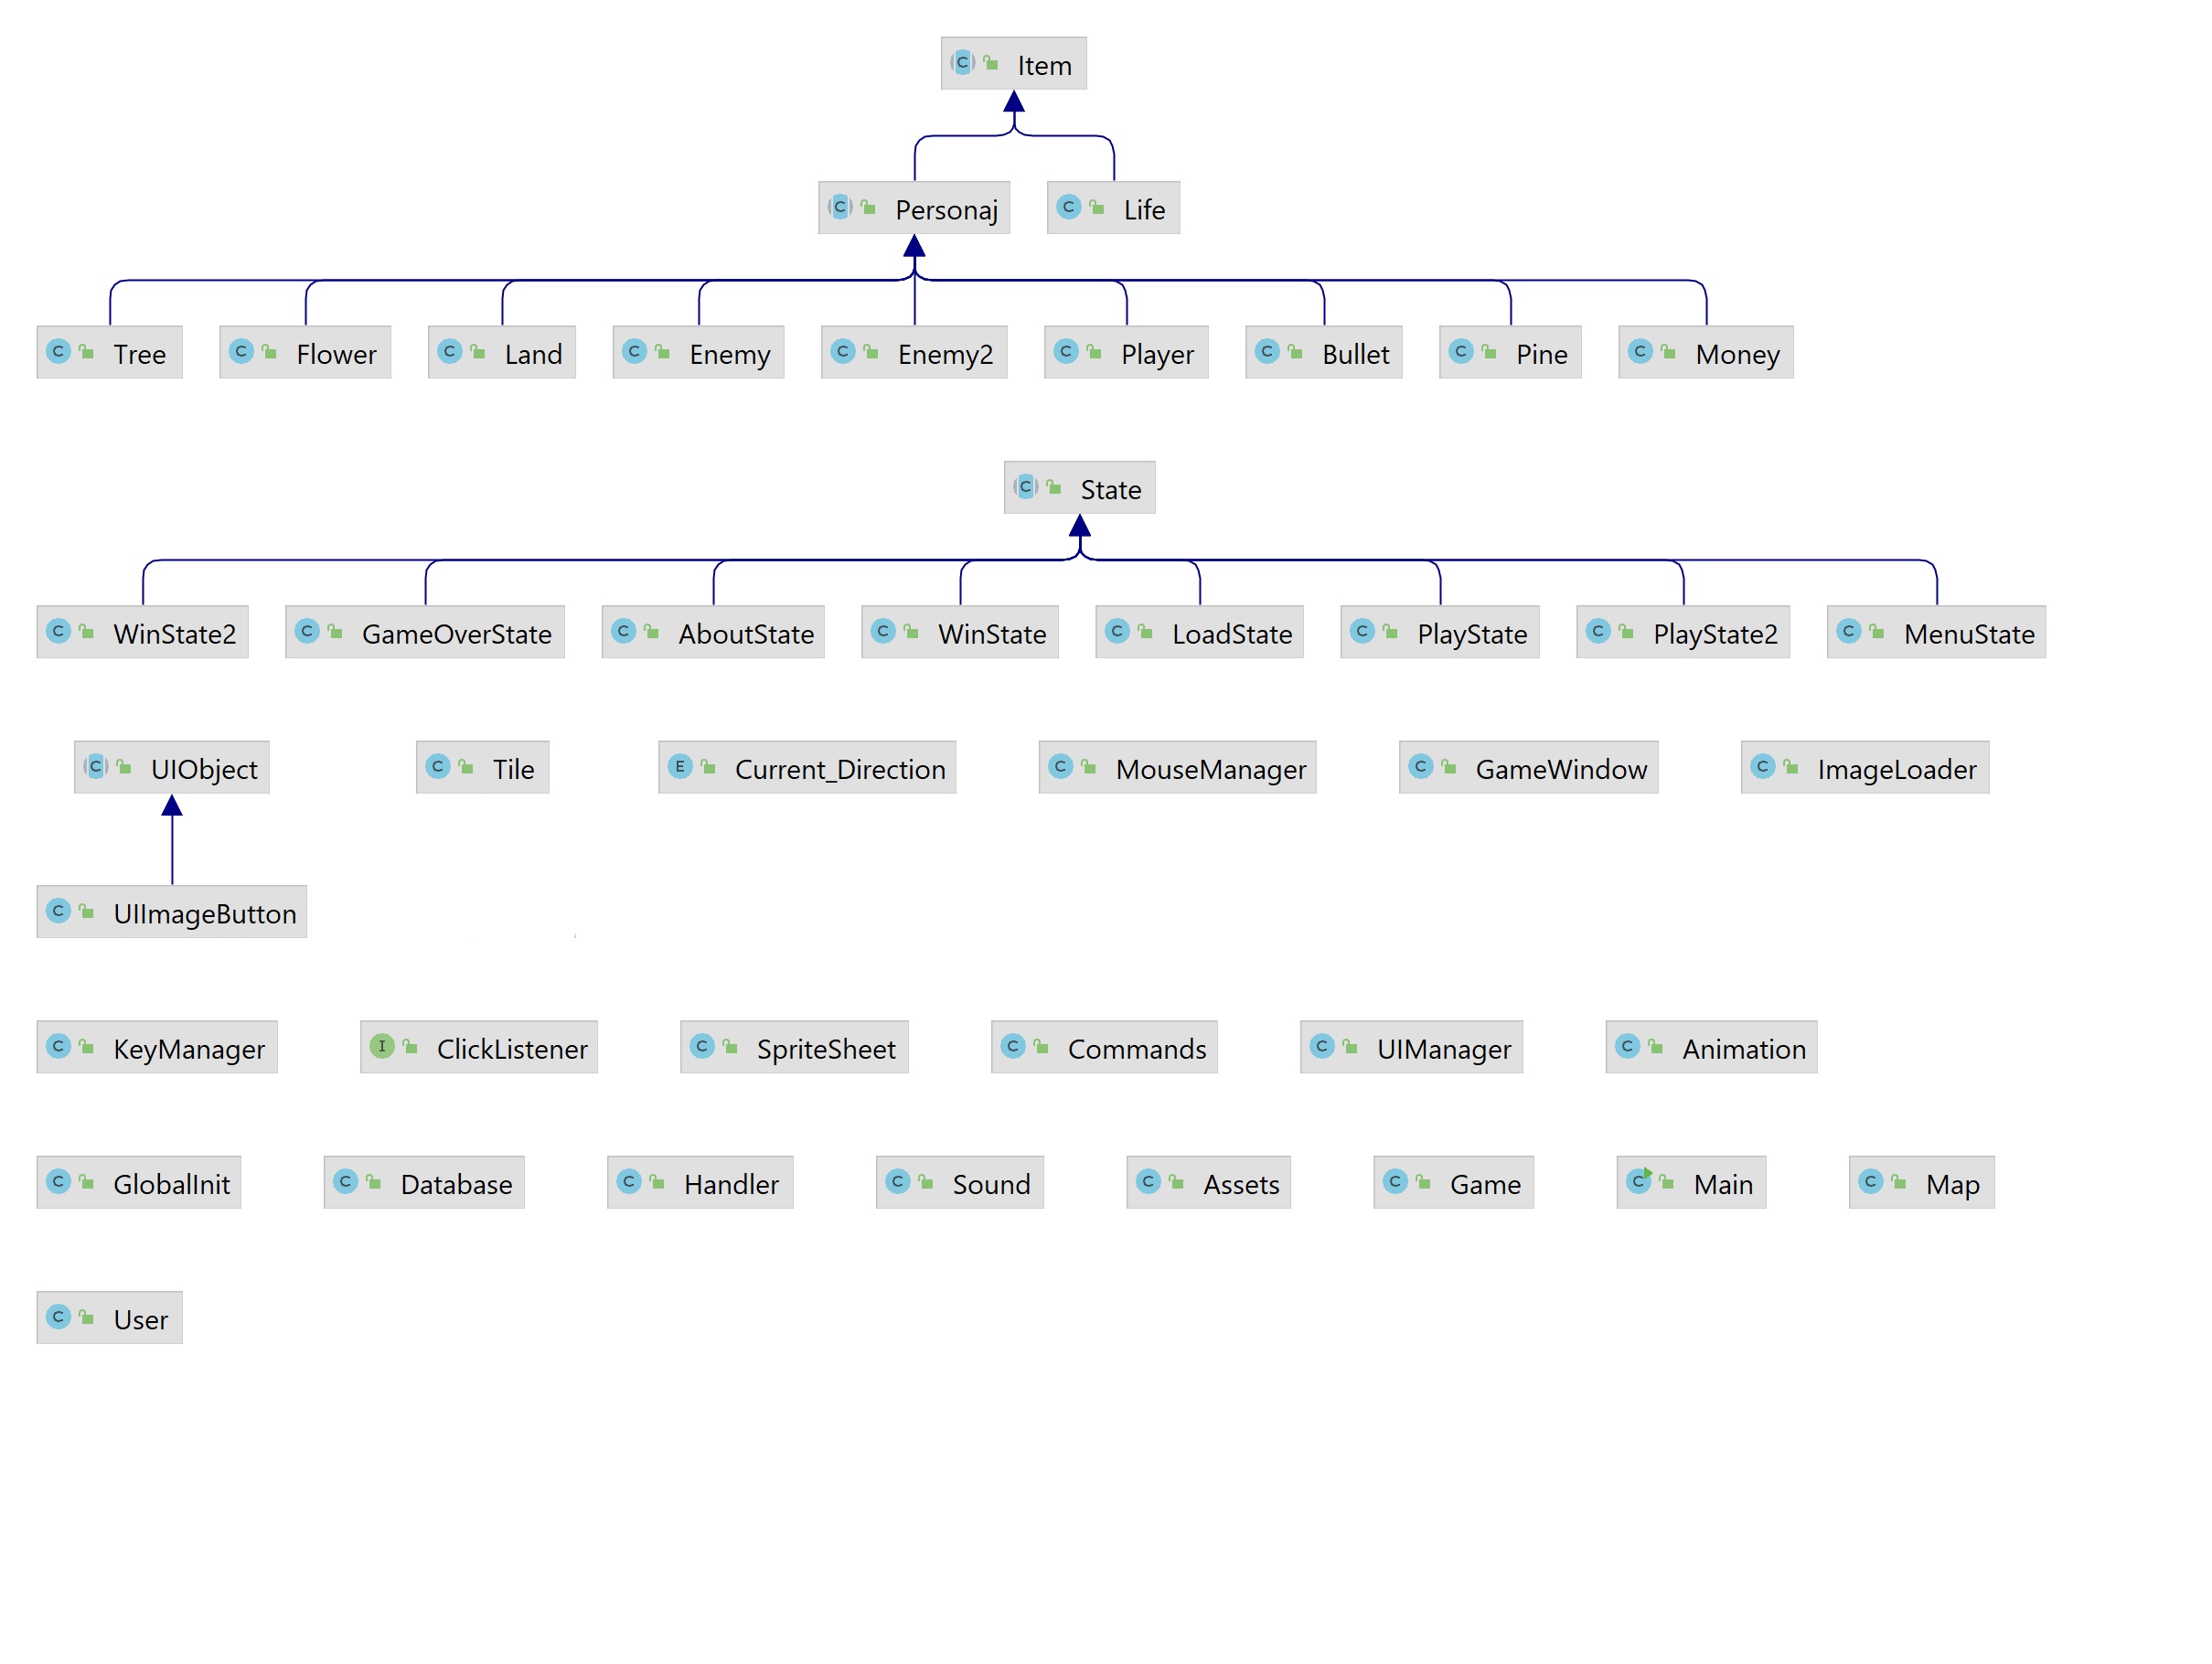 Item
Personaj Life
Tree Flower Land Enemy Enemy2 Player Bullet Pine Money
State
WinState2 GameOverState AboutState WinState LoadState PlayState PlayState2 MenuState
UIObject Tile Current_Direction MouseManager GameWindow ImageLoader
UIImageButton
KeyManager ClickListener SpriteSheet Commands UIManager Animation
GlobalInit Database Handler Sound Assets Game Main Map
User